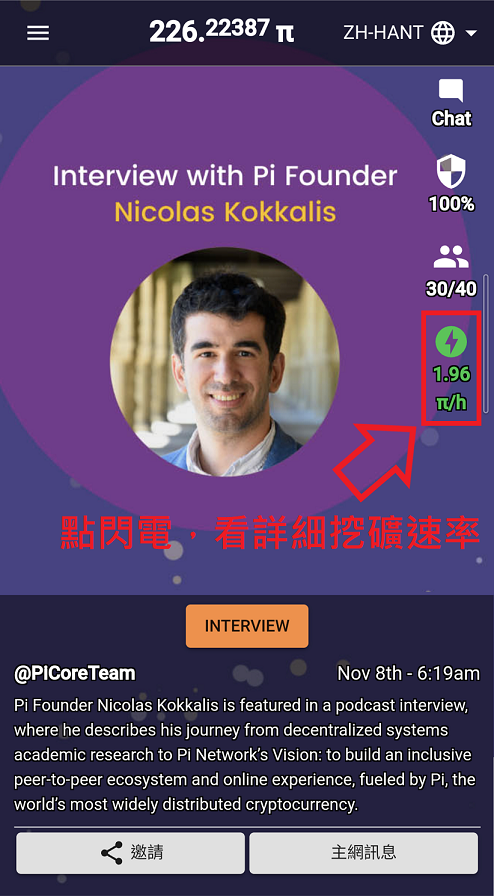 226.22387 π
ZH-HANT
Chat
100%
30/40
1.96
π/h
Interview with Pi Founder
Nicolas Kokkalis
點閃電，看詳細挖礦速率
INTERVIEW
@PiCoreTeam
Nov 8th - 6:19am
Pi Founder Nicolas Kokkalis is featured in a podcast interview,
where he describes his journey from decentralized systems
academic research to Pi Network’s Vision: to build an inclusive
peer-to-peer ecosystem and online experience, fueled by Pi, the
world’s most widely distributed cryptocurrency.
邀請
主網訊息